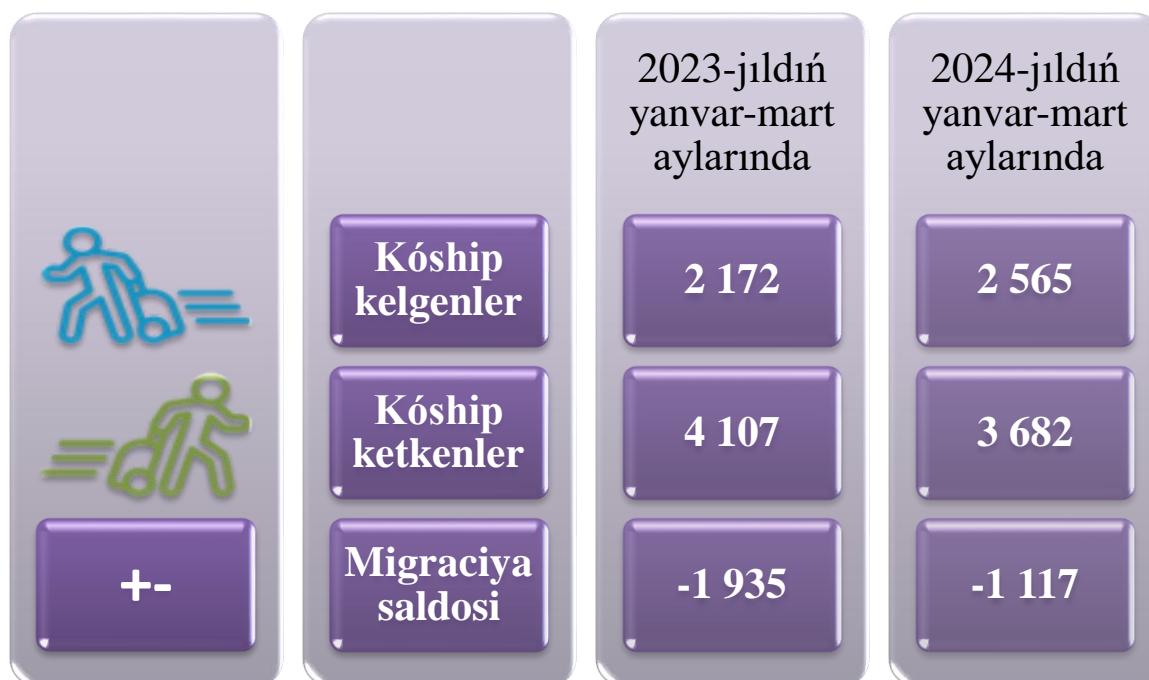 2023-jıldıń
yanvar-mart
aylarında
2024-jıldıń
yanvar-mart
aylarında
Kóship
kelgenler
2 172
2 565
Kóship
ketkenler
4 107
3 682
+-
Migraciya
saldosi
-1 935
-1 117